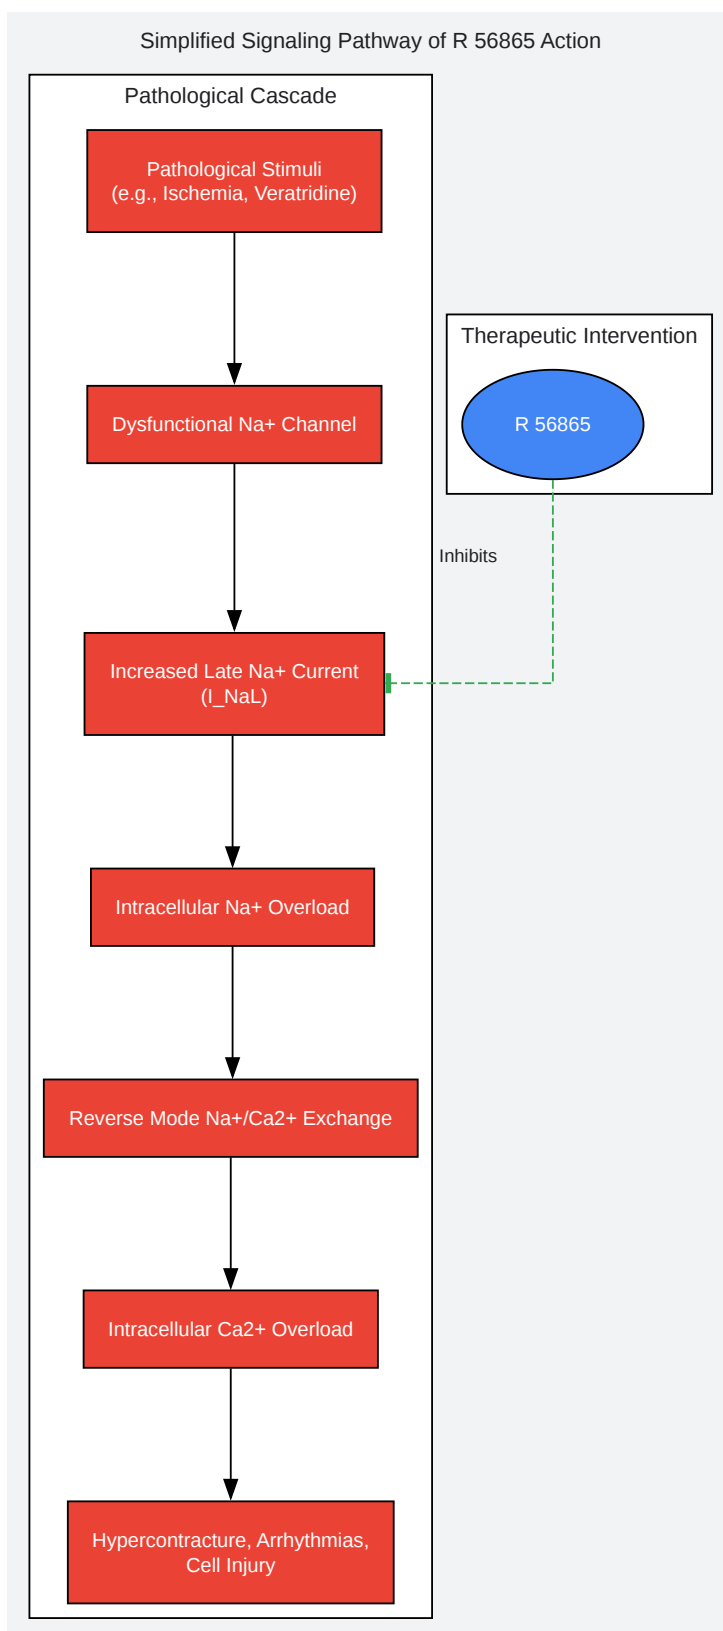 Simplified Signaling Pathway of R 56865 Action
Pathological Cascade
Pathological Stimuli
(e.g., Ischemia, Veratridine)
Dysfunctional Na+ Channel
Increased Late Na+ Current
(I_NaL)
Intracellular Na+ Overload
Reverse Mode Na+/Ca2+ Exchange
Intracellular Ca2+ Overload
Hypercontracture, Arrhythmias,
Cell Injury
Therapeutic Intervention
R 56865
Inhibits